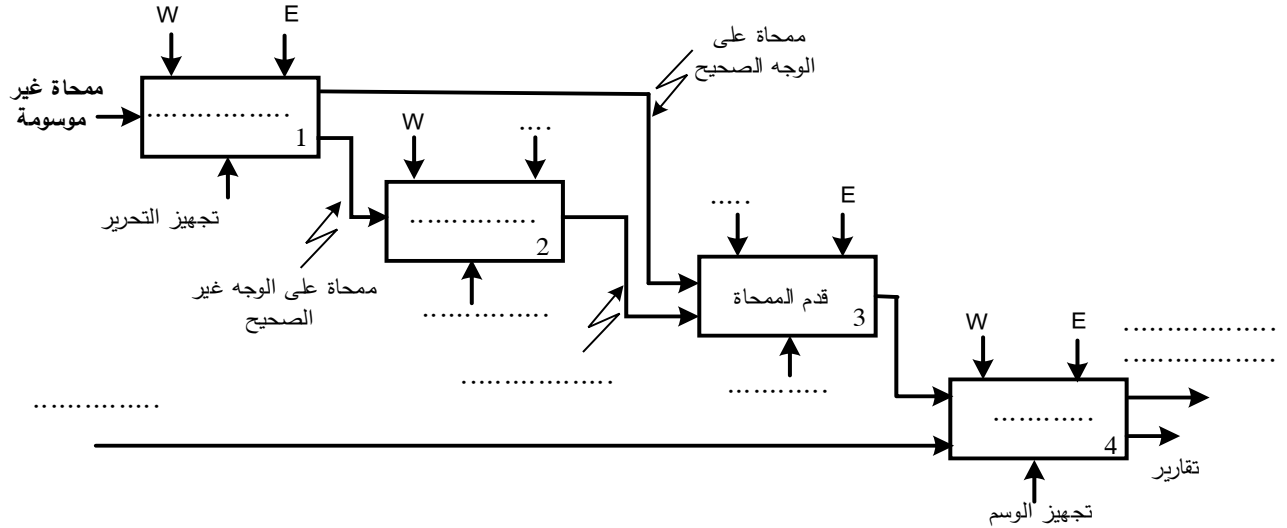 W
E
ممحاة على
الوجه الصحيح
ممحاة غير
موسومة
.................
1
تجهيز التحرير
W
....
...............
2
ممحاة على الوجه غير
الصحيح
...............
.....
E
قدم الممحاة
3
..................
............
W
E
..................
..................
...............
............
4
تقارير
تجهيز الوسم